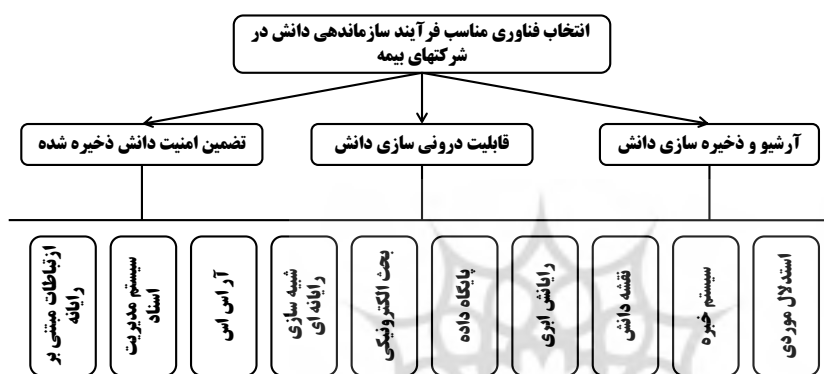 انتخاب فناوری مناسب فرآیند سازماندهی دانش در
شرکتهای بیمه
آرشیو و ذخیره سازی دانش
قابلیت درونی سازی دانش
تضمین امنیت دانش ذخیره شده
استدلال موردی
سیستم خبره
نقشه دانش
رایانش ابری
پایگاه داده
بحث الکترونیکی
شبیه سازی
رایانه ای
آر اس اس
سیستم مدیریت
اسناد
ارتباطات مبتنی بر
رایانه